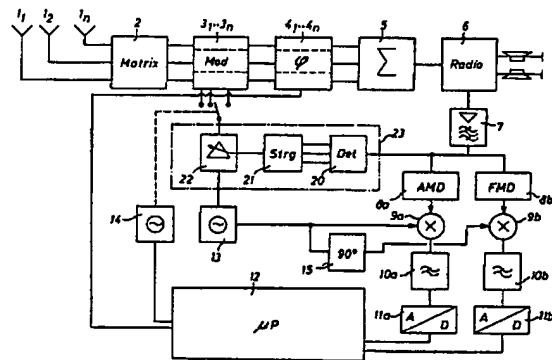 1₁ 1₂ 1ₙ 2 3₁..3ₙ 4₁..4ₙ 5 6
Matrix Mod φ Σ Radio
7
23
22 Strg 21 Det 20
AMD 8a FMD 8b
14 13 9a 9b
90° 15
10a 10b
12
µP
11a A D A D 11b